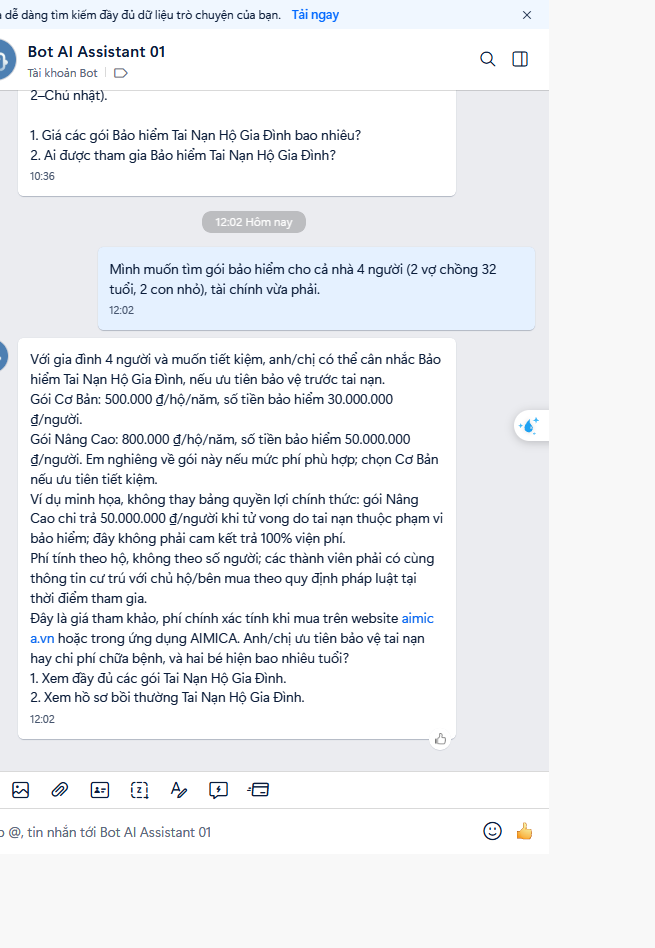 dễ dàng tìm kiếm đầy đủ dữ liệu trò chuyện của bạn. Tải ngay
Bot AI Assistant 01
Tài khoản Bot
2–Chủ nhật).
1. Giá các gói Bảo hiểm Tai Nạn Hộ Gia Đình bao nhiêu?
2. Ai được tham gia Bảo hiểm Tai Nạn Hộ Gia Đình?
10:36
12:02 Hôm nay
Mình muốn tìm gói bảo hiểm cho cả nhà 4 người (2 vợ chồng 32
tuổi, 2 con nhỏ), tài chính vừa phải.
12:02
Với gia đình 4 người và muốn tiết kiệm, anh/chị có thể cân nhắc Bảo
hiểm Tai Nạn Hộ Gia Đình, nếu ưu tiên bảo vệ trước tai nạn.
Gói Cơ Bản: 500.000 ₫/hộ/năm, số tiền bảo hiểm 30.000.000
₫/người.
Gói Nâng Cao: 800.000 ₫/hộ/năm, số tiền bảo hiểm 50.000.000
₫/người. Em nghiêng về gói này nếu mức phí phù hợp; chọn Cơ Bản
nếu ưu tiên tiết kiệm.
Ví dụ minh họa, không thay bảng quyền lợi chính thức: gói Nâng
Cao chi trả 50.000.000 ₫/người khi tử vong do tai nạn thuộc phạm vi
bảo hiểm; đây không phải cam kết trả 100% viện phí.
Phí tính theo hộ, không theo số người; các thành viên phải có cùng
thông tin cư trú với chủ hộ/bên mua theo quy định pháp luật tại
thời điểm tham gia.
Đây là giá tham khảo, phí chính xác tính khi mua trên website aimic
a.vn hoặc trong ứng dụng AIMICA. Anh/chị ưu tiên bảo vệ tai nạn
hay chi phí chữa bệnh, và hai bé hiện bao nhiêu tuổi?
1. Xem đầy đủ các gói Tai Nạn Hộ Gia Đình.
2. Xem hồ sơ bồi thường Tai Nạn Hộ Gia Đình.
12:02
@, tin nhắn tới Bot AI Assistant 01